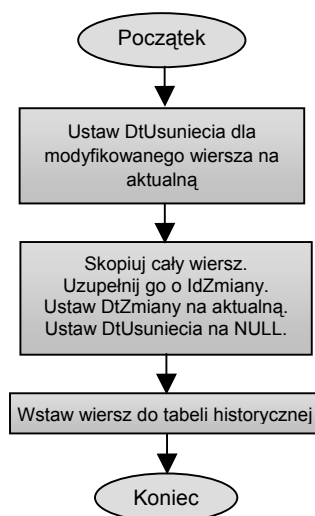 Początek
Ustaw DtUsuniecia dla
modyfikowanego wiersza na
aktualną
Skopiuj cały wiersz.
Uzupełnij go o IdZmiany.
Ustaw DtZmiany na aktualną.
Ustaw DtUsuniecia na NULL.
Wstaw wiersz do tabeli historycznej
Koniec